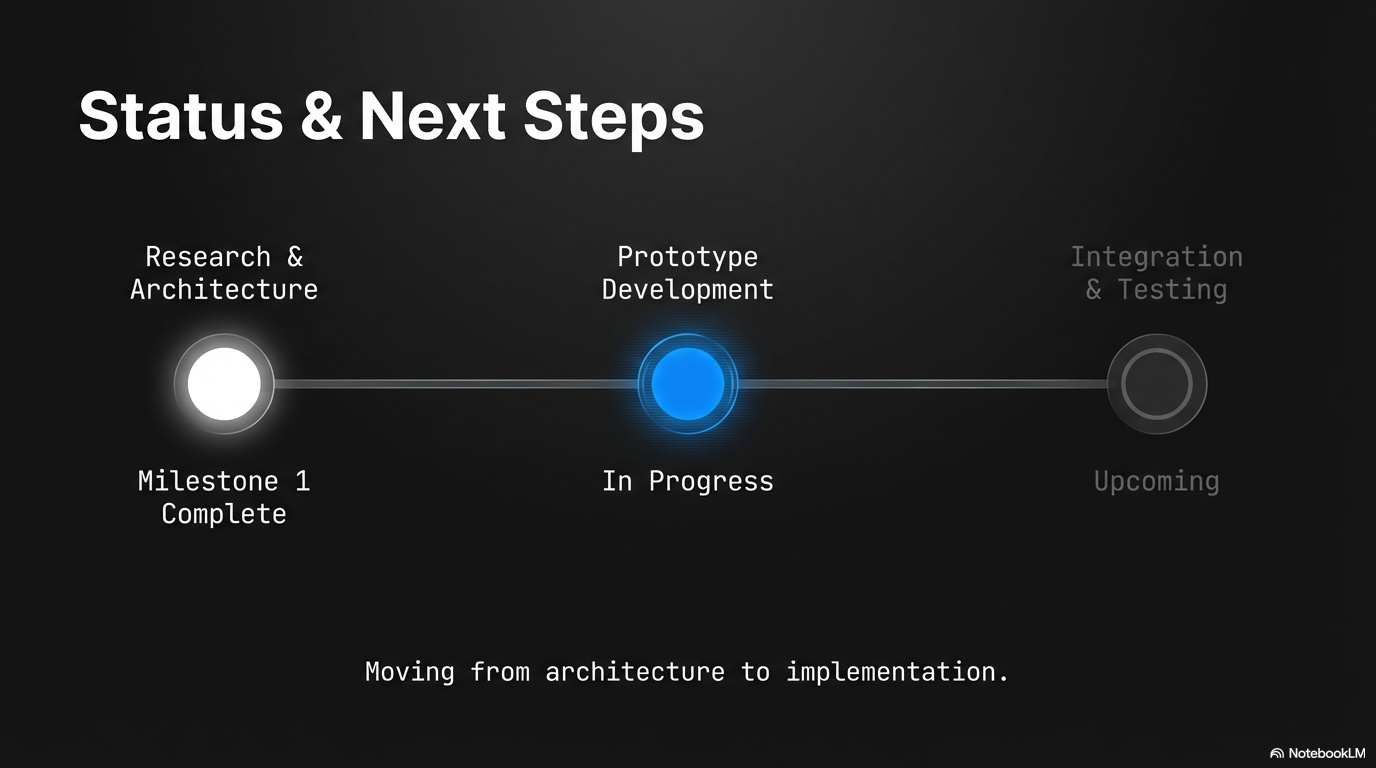 Status & Next Steps
Research &
Architecture
Prototype
Development
Integration
& Testing
Milestone 1
Complete
In Progress
Upcoming
Moving from architecture to implementation.
NotebookLM